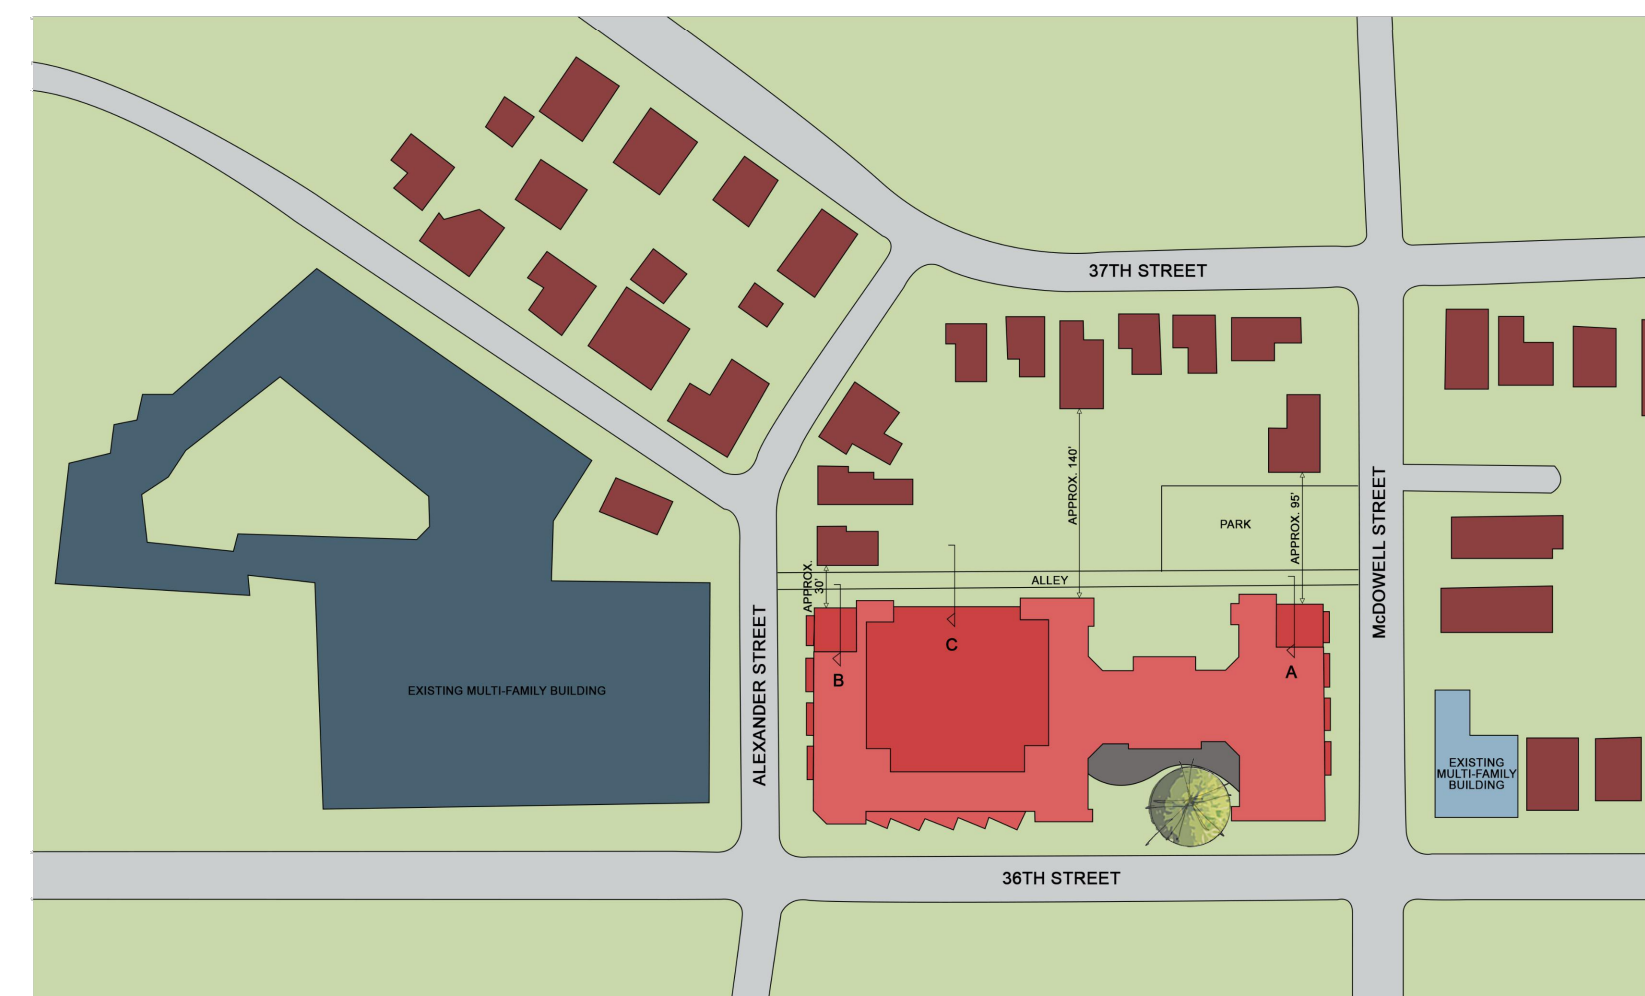 37TH STREET
APPROX. 140'
APPROX. 95'
PARK
McDOWELL STREET
ALLEY
APPROX.
30'
ALEXANDER STREET
C
B
A
EXISTING MULTI-FAMILY BUILDING
EXISTING
MULTI-FAMILY
BUILDING
36TH STREET